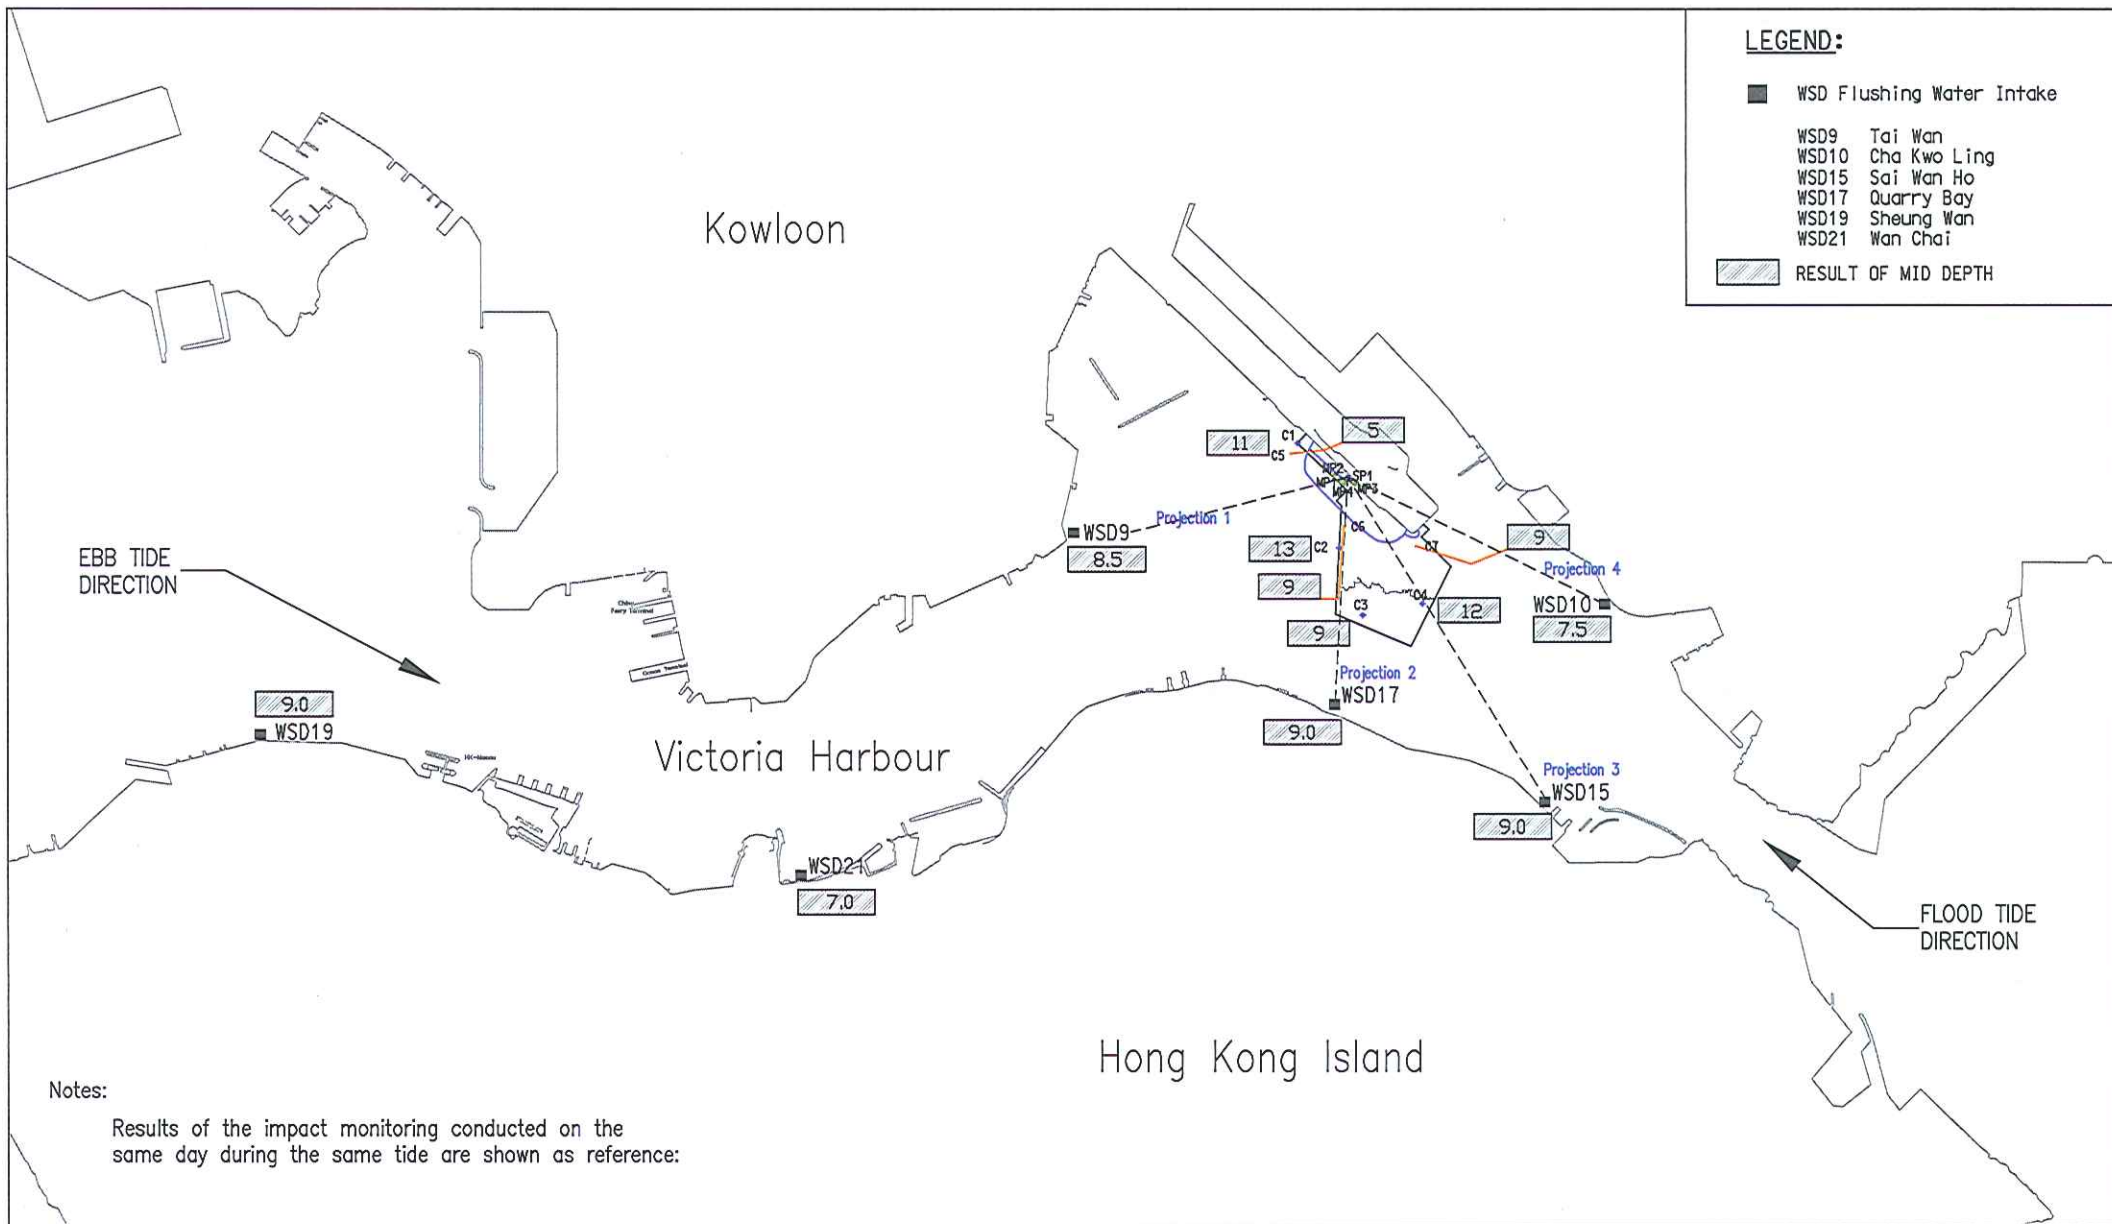 LEGEND:
WSD Flushing Water Intake
WSD9 Tai Wan
WSD10 Cha Kwo Ling
WSD15 Sai Wan Ho
WSD17 Quarry Bay
WSD19 Sheung Wan
WSD21 Wan Chai
RESULT OF MID DEPTH
Kowloon
11
C1
5
C5
MP2
SP1
MP1
MP4
MP3
Projection 1
WSD9
8.5
C6
13
C2
C7
9
9
Projection 4
EBB TIDE
DIRECTION
China
Ferry Terminal
C3
C4
12
WSD10
7.5
9
Ocean Terminal
Projection 2
WSD17
9.0
9.0
WSD19
Victoria Harbour
Projection 3
WSD15
9.0
WSD21
7.0
FLOOD TIDE
DIRECTION
Hong Kong Island
Notes:
Results of the impact monitoring conducted on the
same day during the same tide are shown as reference: